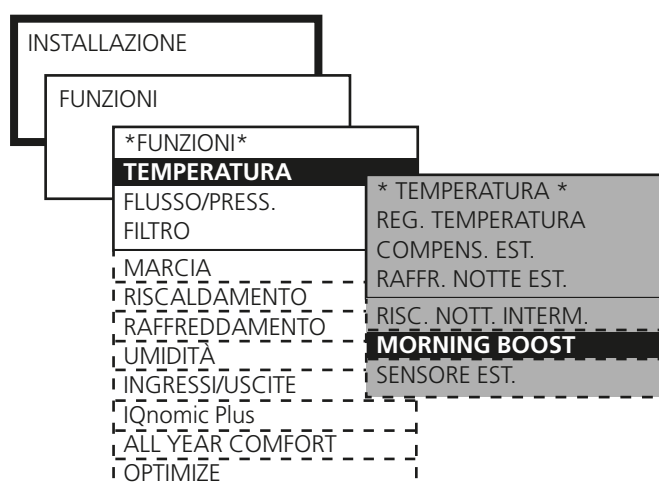 INSTALLAZIONE
FUNZIONI
*FUNZIONI*
TEMPERATURA
FLUSSO/PRESS.
FILTRO
MARCIA
RISCALDAMENTO
RAFFREDDAMENTO
UMIDITÀ
INGRESSI/USCITE
IQnomic Plus
ALL YEAR COMFORT
OPTIMIZE
* TEMPERATURA *
REG. TEMPERATURA
COMPENS. EST.
RAFFR. NOTTE EST.
RISC. NOTT. INTERM.
MORNING BOOST
SENSORE EST.